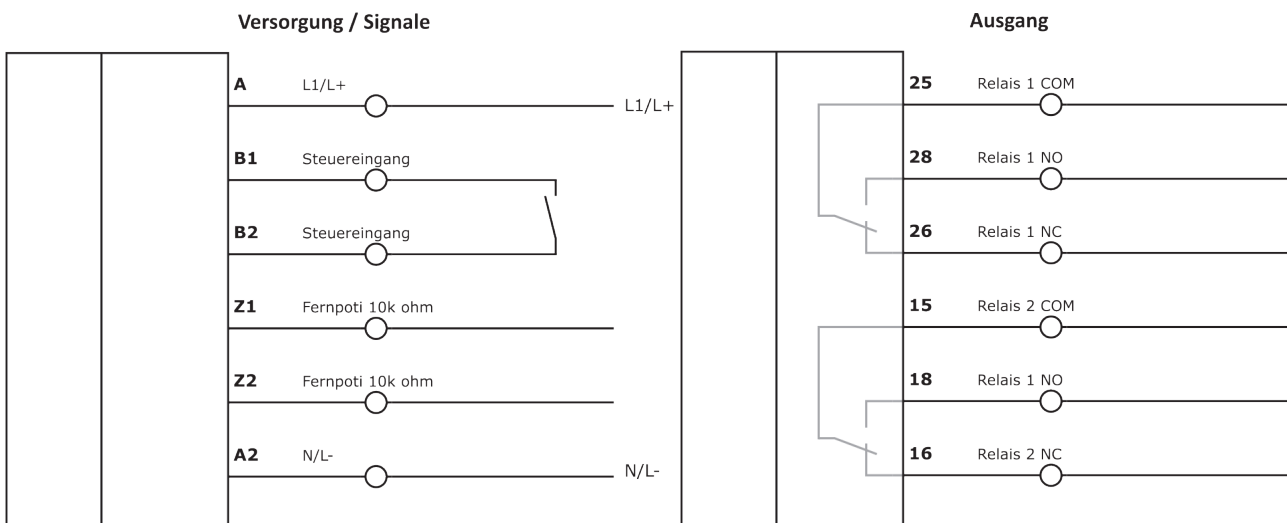 Versorgung / Signale
A L1/L+
L1/L+
B1 Steuereingang
B2 Steuereingang
Z1 Fernpoti 10k ohm
Z2 Fernpoti 10k ohm
A2 N/L-
N/L-
Ausgang
25 Relais 1 COM
28 Relais 1 NO
26 Relais 1 NC
15 Relais 2 COM
18 Relais 1 NO
16 Relais 2 NC